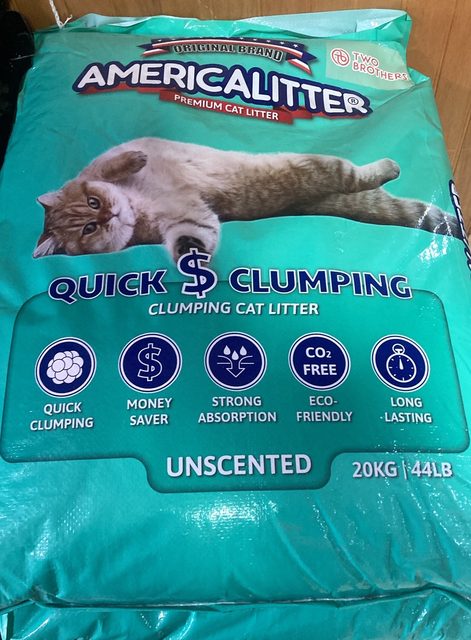 ORIGINAL BRAND
AMERICALITTER®
PREMIUM CAT LITTER
TWO
BROTHERS
QUICK $ CLUMPING
CLUMPING CAT LITTER
QUICK
CLUMPING
$
MONEY
SAVER
STRONG
ABSORPTION
CO₂
FREE
ECO-
FRIENDLY
LONG
-LASTING
UNSCENTED
20KG | 44LB